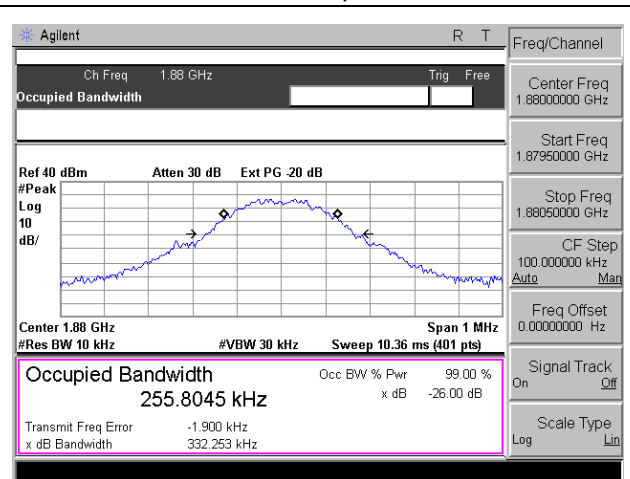 Agilent R T
Ch Freq 1.88 GHz Trig Free
Occupied Bandwidth
Ref 40 dBm Atten 30 dB Ext PG -20 dB
#Peak
Log
10
dB/
Center 1.88 GHz Span 1 MHz
#Res BW 10 kHz #VBW 30 kHz Sweep 10.36 ms (401 pts)
Occupied Bandwidth Occ BW % Pwr 99.00 %
255.8045 kHz x dB -26.00 dB
Transmit Freq Error -1.900 kHz
x dB Bandwidth 332.253 kHz
Freq/Channel
Center Freq
1.88000000 GHz
Start Freq
1.87950000 GHz
Stop Freq
1.88050000 GHz
CF Step
100.000000 kHz
Auto Man
Freq Offset
0.00000000 Hz
Signal Track
On Off
Scale Type
Log Lin